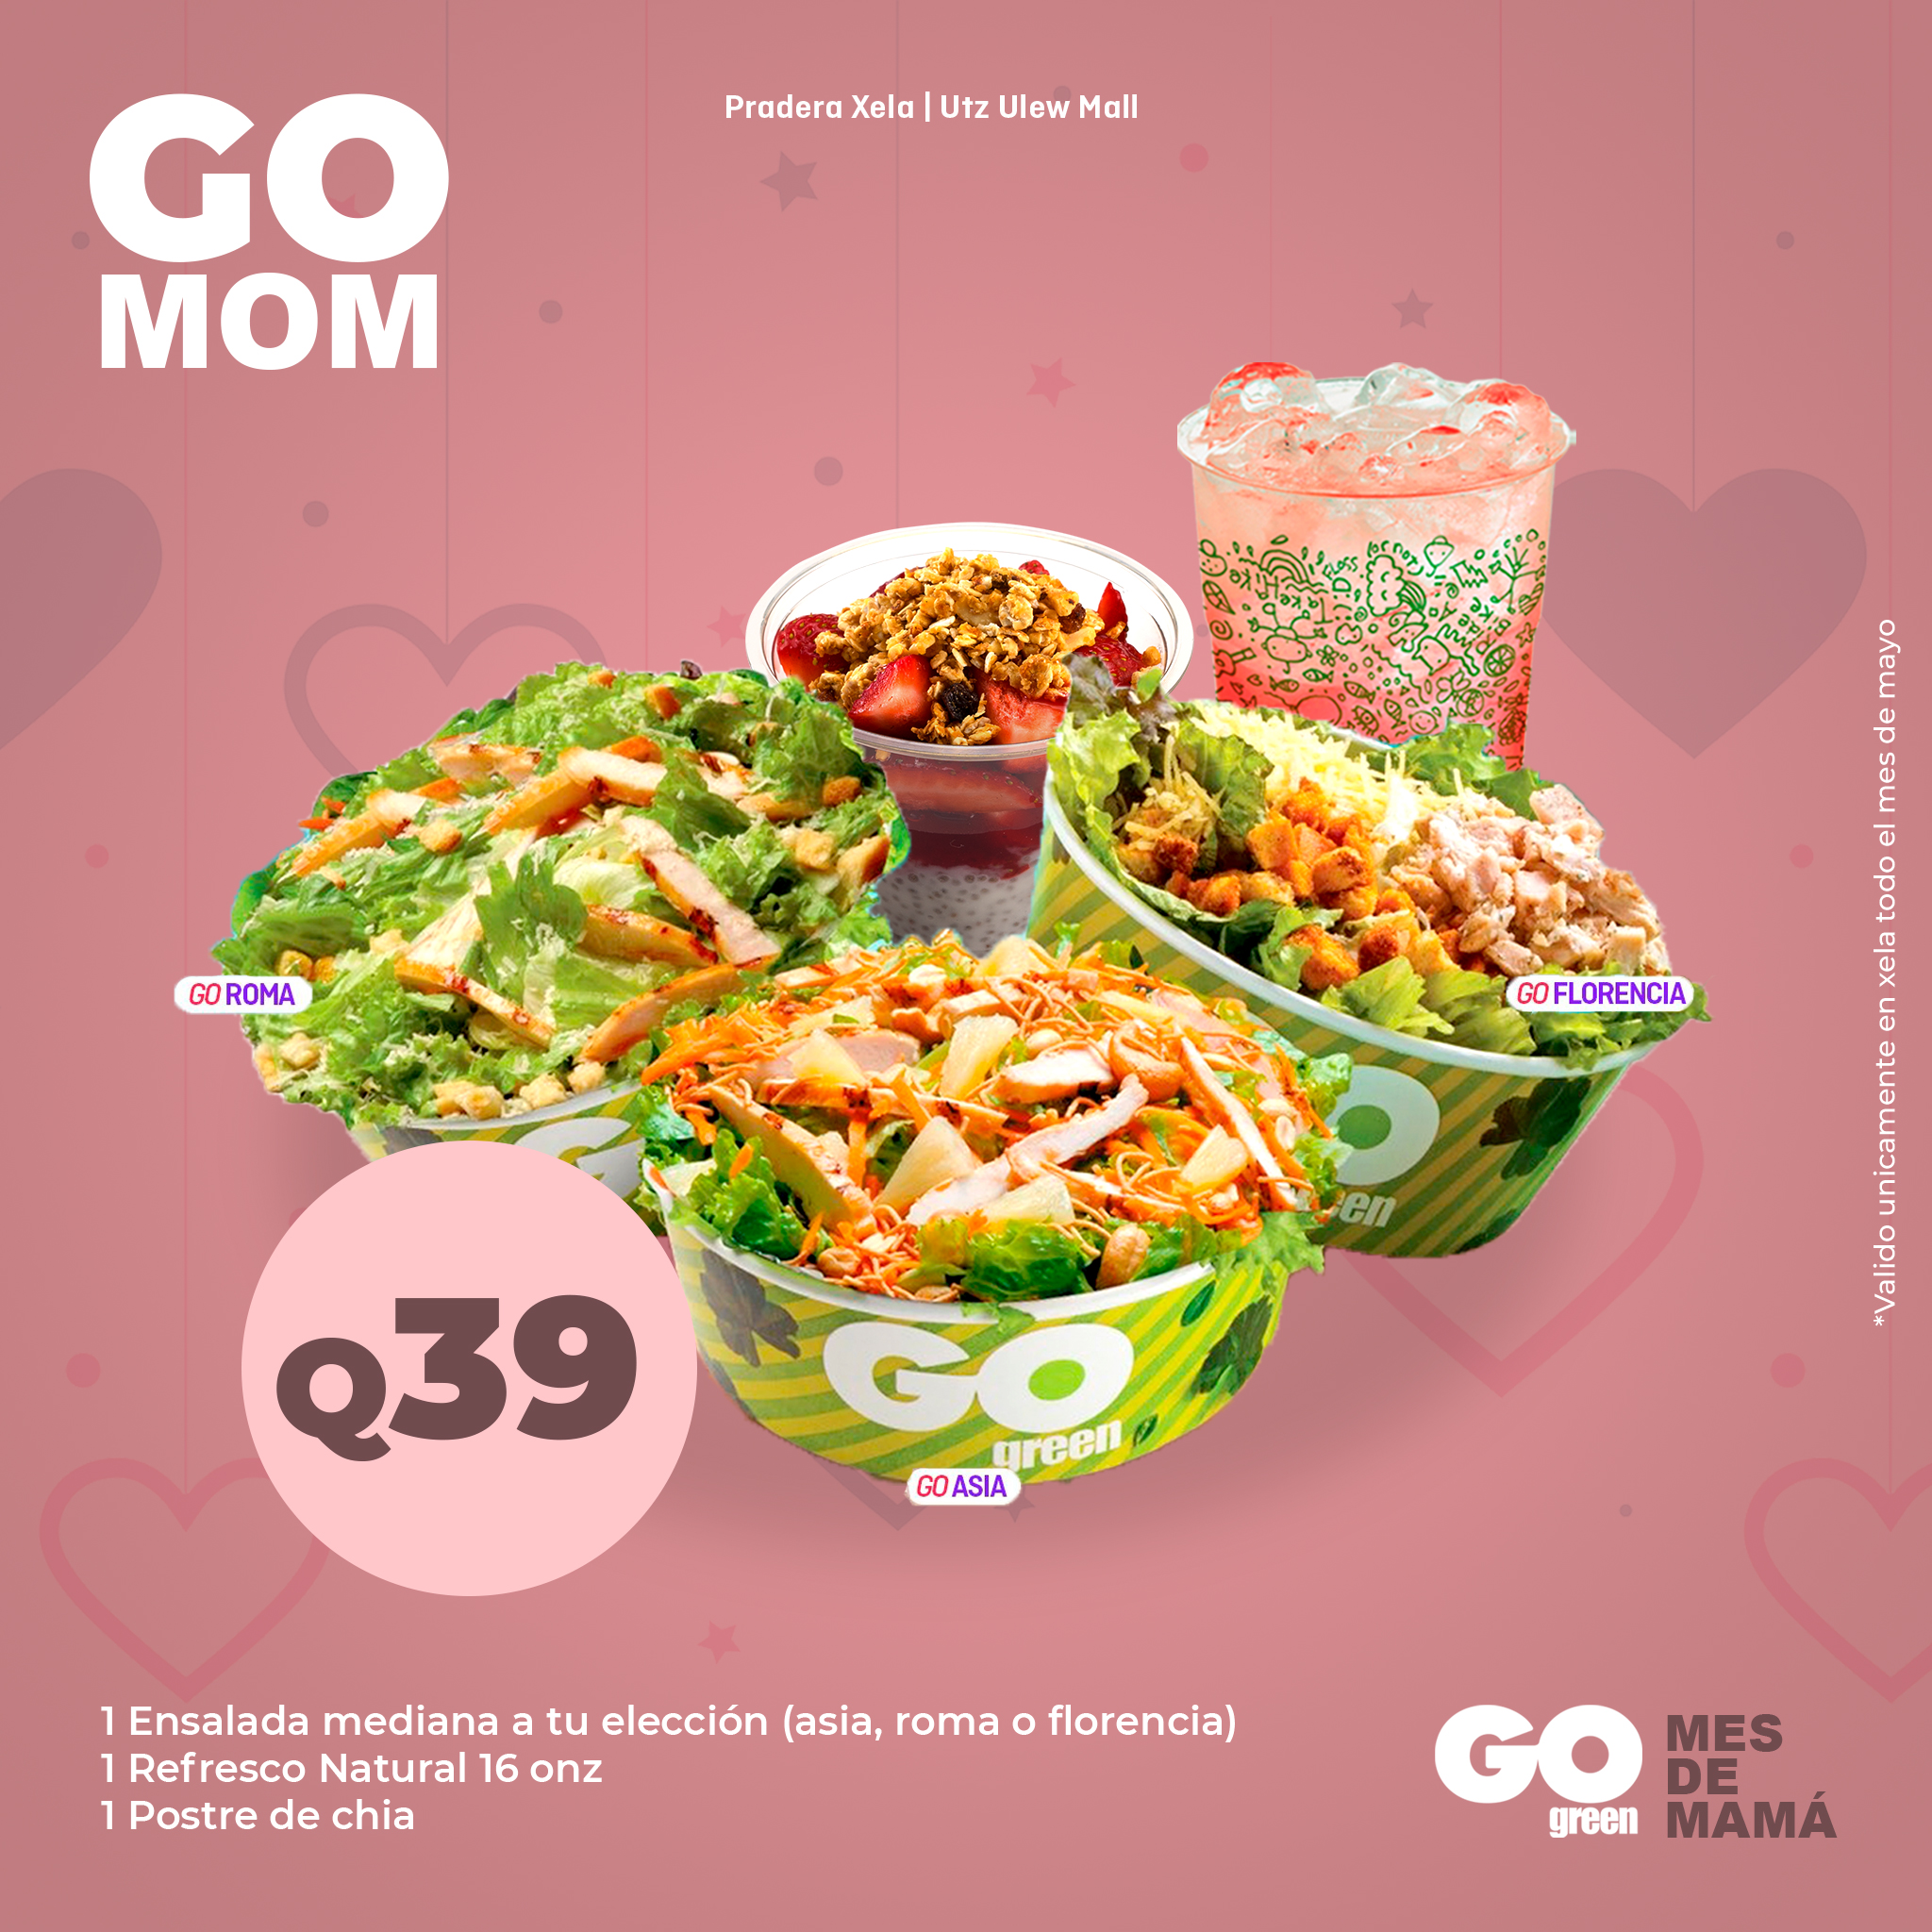 GO
MOM
Pradera Xela | Utz Ulew Mall
GO ROMA
GO FLORENCIA
GO
green
GO ASIA
Q39
*Valido unicamente en xela todo el mes de mayo
1 Ensalada mediana a tu elección (asia, roma o florencia)
1 Refresco Natural 16 onz
1 Postre de chia
GO
green
MES
DE
MAMÁ